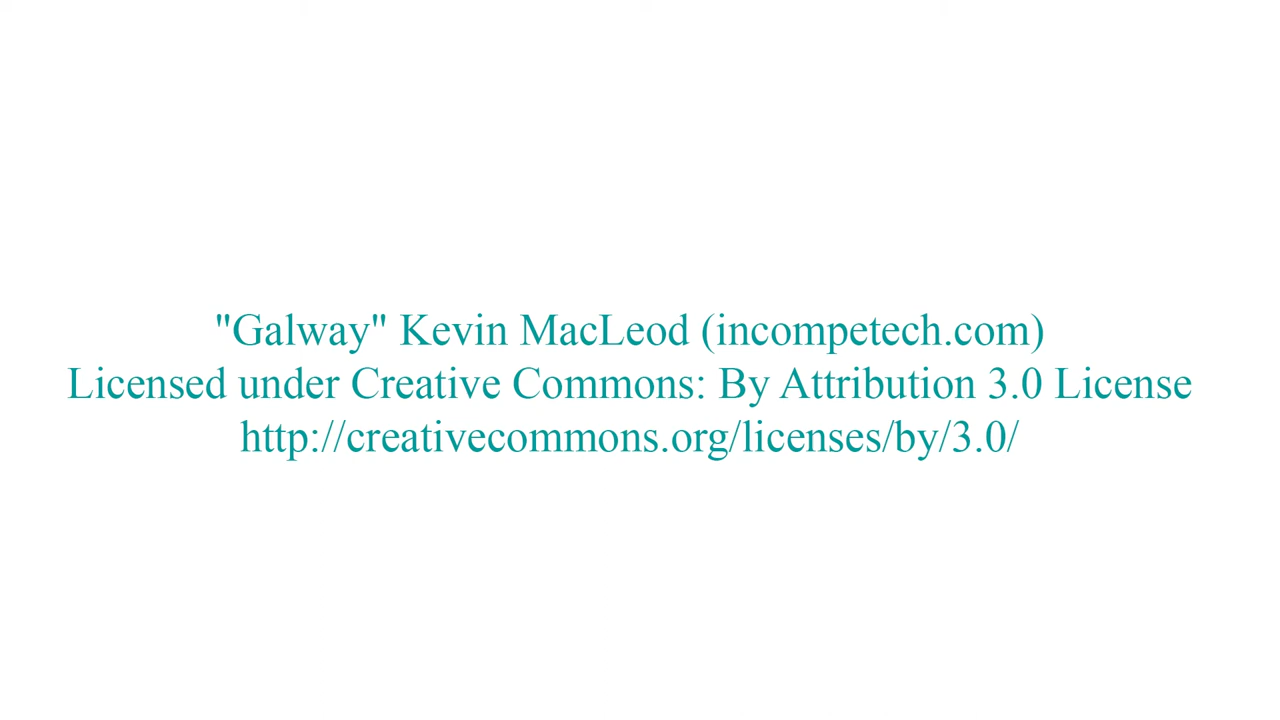 "Galway" Kevin MacLeod (incompetech.com)
Licensed under Creative Commons: By Attribution 3.0 License
http://creativecommons.org/licenses/by/3.0/